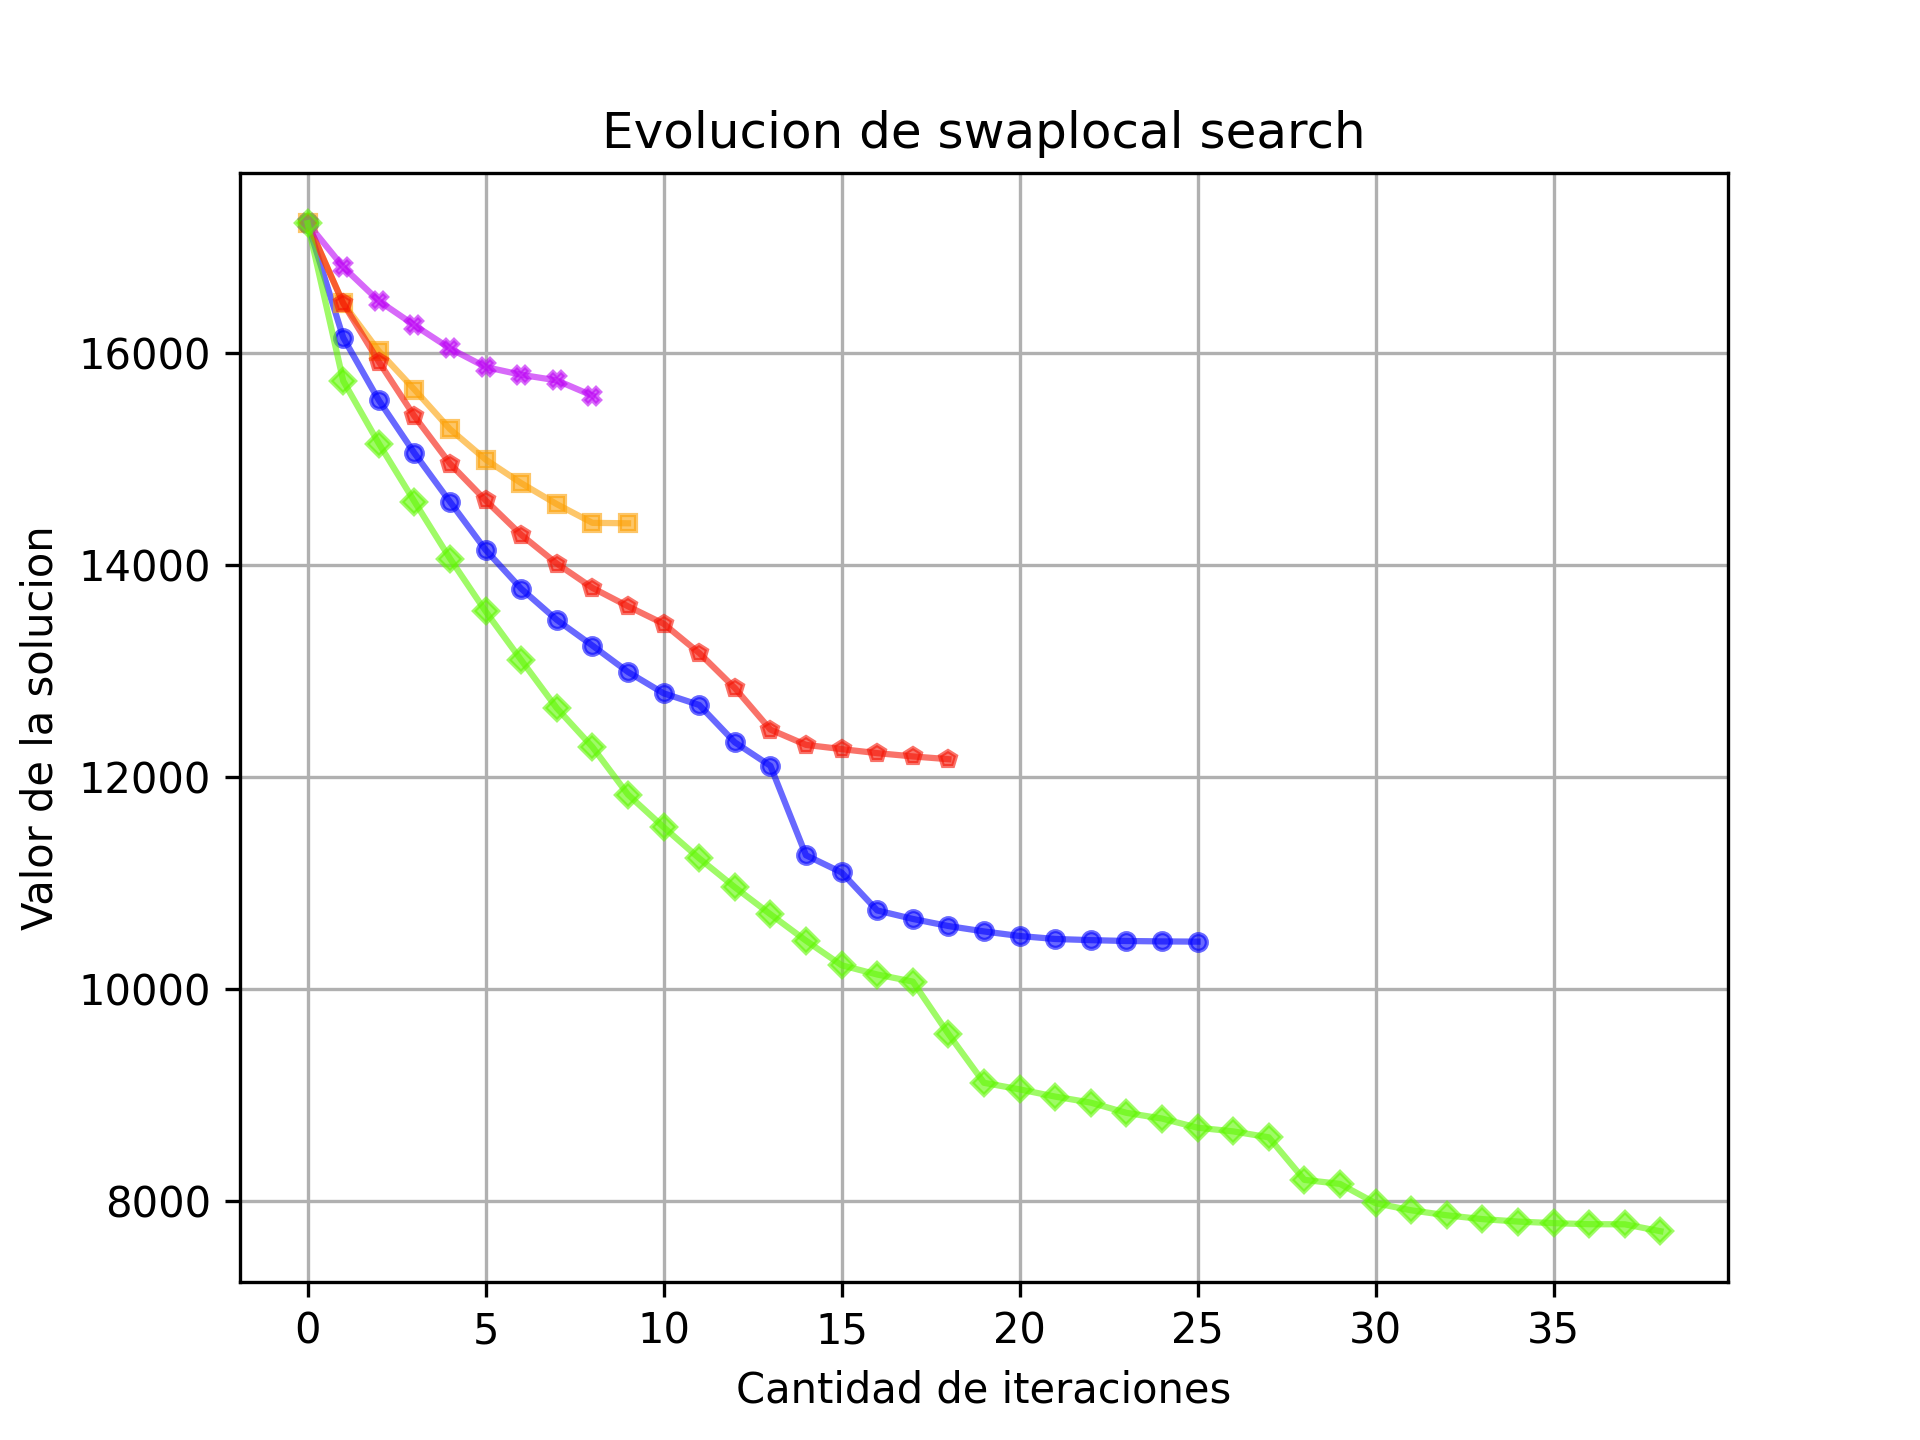 Evolucion de swaplocal search
Valor de la solucion
16000
14000
12000
10000
8000
0 5 10 15 20 25 30 35
Cantidad de iteraciones